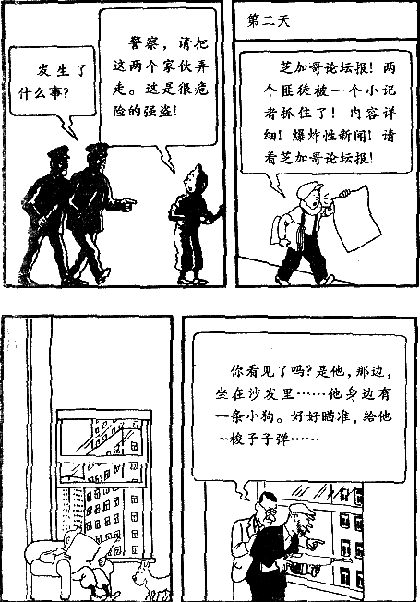 发生了
什么事?
警察，请把
这两个家伙弄
走。这是很危
险的强盗!
第二天
芝加哥论坛报! 两
个匪徒被一个小记
者抓住了! 内容详
细! 爆炸性新闻! 请
看芝加哥论坛报!
你看见了吗? 是他，那边，
坐在沙发里……他身边有
一条小狗。好好瞄准，给他
一梭子子弹……